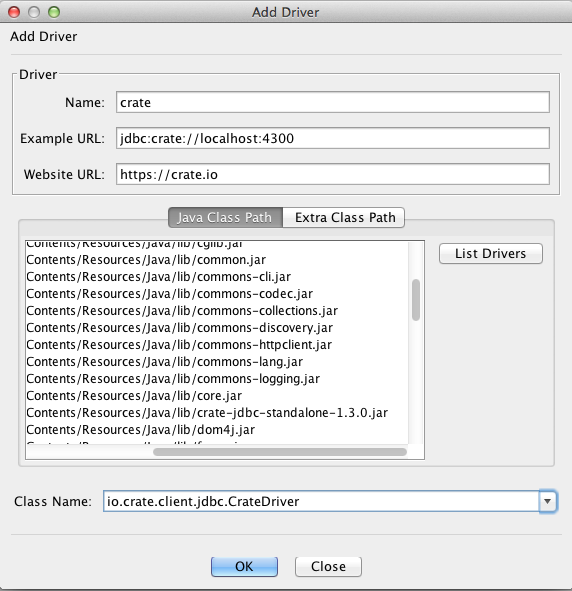 Add Driver
Add Driver
Driver
Name: crate
Example URL: jdbc:crate://localhost:4300
Website URL: https://crate.io
Java Class Path Extra Class Path
Contents/Resources/Java/lib/cglib.jar
List Drivers
Contents/Resources/Java/lib/common.jar
Contents/Resources/Java/lib/commons-cli.jar
Contents/Resources/Java/lib/commons-codec.jar
Contents/Resources/Java/lib/commons-collections.jar
Contents/Resources/Java/lib/commons-discovery.jar
Contents/Resources/Java/lib/commons-httpclient.jar
Contents/Resources/Java/lib/commons-lang.jar
Contents/Resources/Java/lib/commons-logging.jar
Contents/Resources/Java/lib/core.jar
Contents/Resources/Java/lib/crate-jdbc-standalone-1.3.0.jar
Contents/Resources/Java/lib/dom4j.jar
Class Name: io.crate.client.jdbc.CrateDriver
OK Close